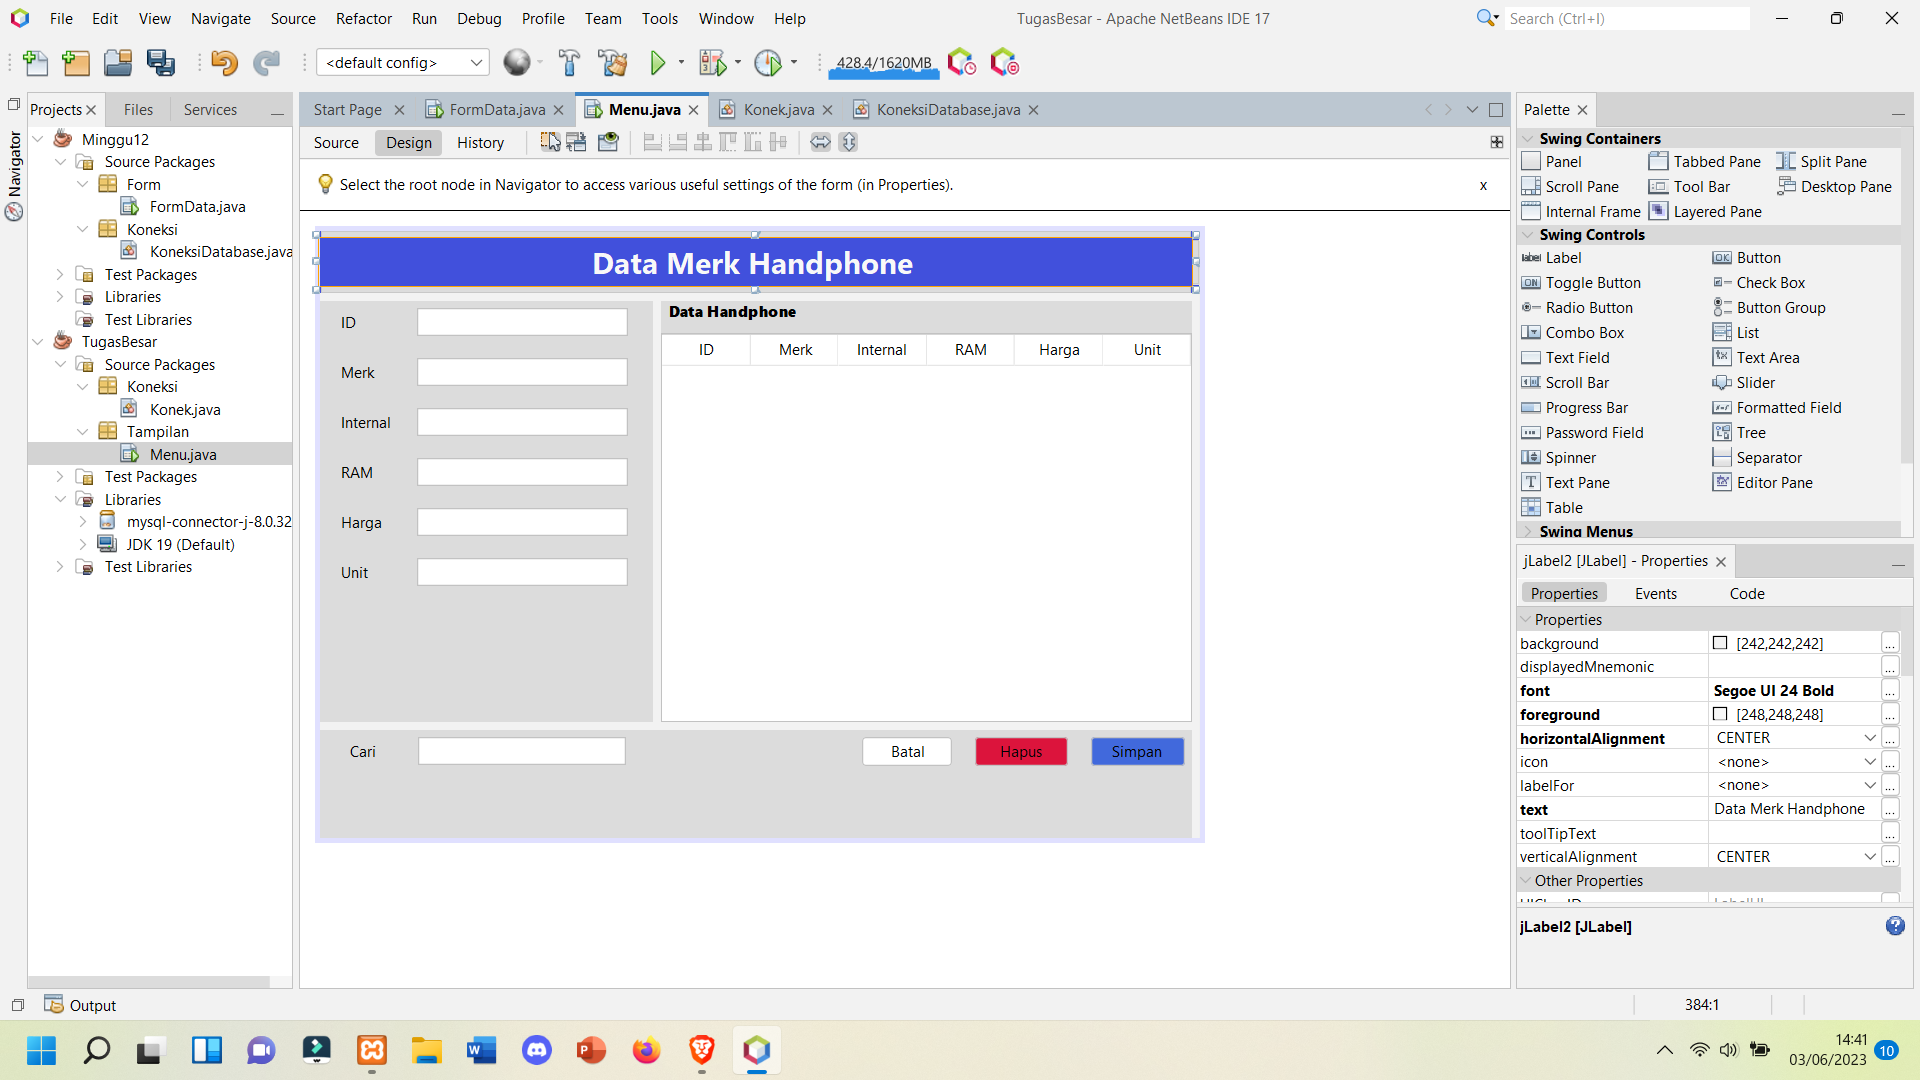 File Edit View Navigate Source Refactor Run Debug Profile Team Tools Window Help
TugasBesar - Apache NetBeans IDE 17
Search (Ctrl+I)
<default config>
428.4/1620MB
Projects Files Services
Navigator
Minggu12
Source Packages
Form
FormData.java
Koneksi
KoneksiDatabase.java
Test Packages
Libraries
Test Libraries
TugasBesar
Source Packages
Koneksi
Konek.java
Tampilan
Menu.java
Test Packages
Libraries
mysql-connector-j-8.0.32
JDK 19 (Default)
Test Libraries
Start Page FormData.java Menu.java Konek.java KoneksiDatabase.java
Source Design History
Select the root node in Navigator to access various useful settings of the form (in Properties). x
Data Merk Handphone
ID
Merk
Internal
RAM
Harga
Unit
Data Handphone
ID Merk Internal RAM Harga Unit
Cari Batal Hapus Simpan
Palette
Swing Containers
Panel Tabbed Pane Split Pane
Scroll Pane Tool Bar Desktop Pane
Internal Frame Layered Pane
Swing Controls
label Label OK Button
ON Toggle Button Check Box
Radio Button Button Group
Combo Box List
Text Field Text Area
Scroll Bar Slider
Progress Bar Formatted Field
Password Field Tree
Spinner Separator
Text Pane Editor Pane
Table
Swing Menus
jLabel2 [JLabel] - Properties
Properties Events Code
Properties
background [242,242,242] ...
displayedMnemonic ...
font Segoe UI 24 Bold ...
foreground [248,248,248] ...
horizontalAlignment CENTER ...
icon <none> ...
labelFor <none> ...
text Data Merk Handphone ...
toolTipText ...
verticalAlignment CENTER ...
Other Properties
jLabel2 [JLabel]
Output
384:1
14:41
03/06/2023
10